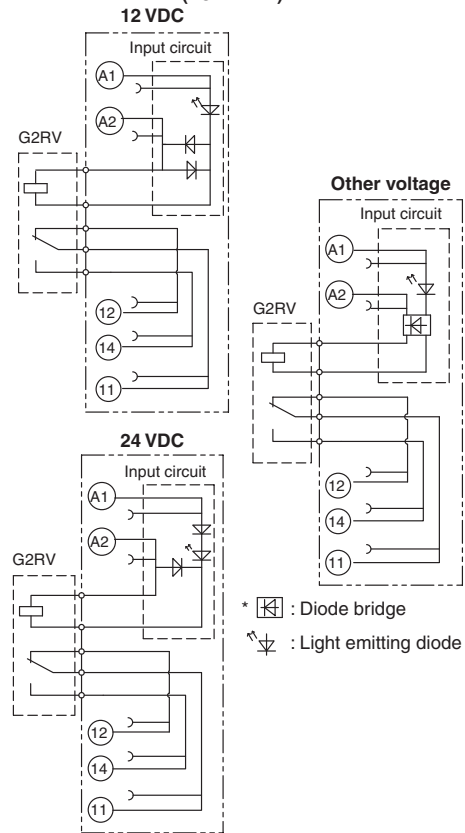 12 VDC
Input circuit
A1
A2
G2RV
12
14
11
Other voltage
Input circuit
A1
A2
G2RV
12
14
11
24 VDC
Input circuit
A1
A2
G2RV
12
14
11
* : Diode bridge
: Light emitting diode